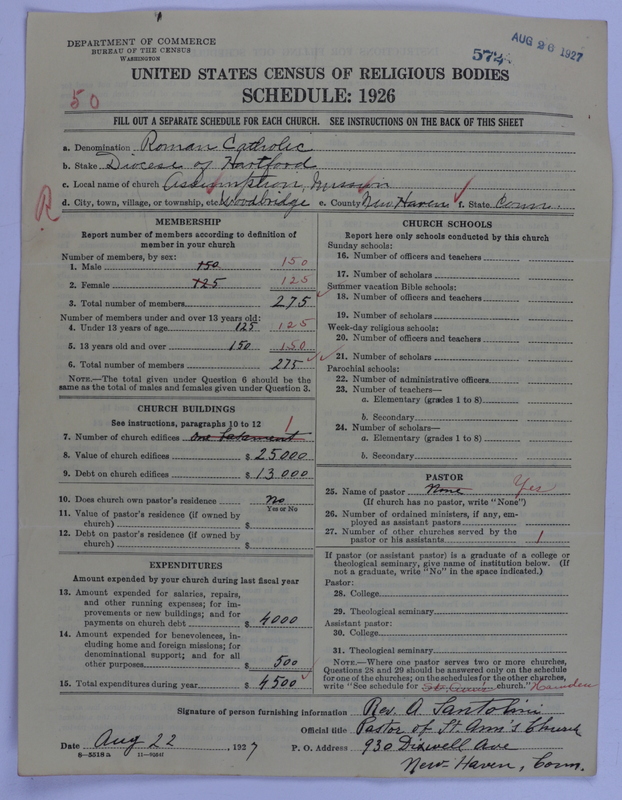 DEPARTMENT OF COMMERCE
BUREAU OF THE CENSUS
WASHINGTON
574
AUG 26 1927
UNITED STATES CENSUS OF RELIGIOUS BODIES
SCHEDULE: 1926
50
FILL OUT A SEPARATE SCHEDULE FOR EACH CHURCH. SEE INSTRUCTIONS ON THE BACK OF THIS SHEET
a. Denomination Roman Catholic
b. Stake Diocese of Hartford
c. Local name of church Assumption, Mission
R
d. City, town, village, or township, etc Woodbridge e. County New Haven f. State Conn.
MEMBERSHIP
Report number of members according to definition of
member in your church
Number of members, by sex:
1. Male 150 150
2. Female 125 125
3. Total number of members 275
Number of members under and over 13 years old:
4. Under 13 years of age 125 125
5. 13 years old and over 150 150
6. Total number of members 275
NOTE.—The total given under Question 6 should be the
same as the total of males and females given under Question 3.
CHURCH BUILDINGS
See instructions, paragraphs 10 to 12
7. Number of church edifices one basement 1
8. Value of church edifices $ 25000
9. Debt on church edifices $ 13000
10. Does church own pastor's residence No
Yes or No
11. Value of pastor's residence (if owned by
church) $
12. Debt on pastor's residence (if owned by
church) $
EXPENDITURES
Amount expended by your church during last fiscal year
13. Amount expended for salaries, repairs,
and other running expenses; for im-
provements or new buildings; and for
payments on church debt $ 4000
14. Amount expended for benevolences, in-
cluding home and foreign missions; for
denominational support; and for all
other purposes $ 500
15. Total expenditures during year $ 4500
CHURCH SCHOOLS
Report here only schools conducted by this church
Sunday schools:
16. Number of officers and teachers
17. Number of scholars
Summer vacation Bible schools:
18. Number of officers and teachers
19. Number of scholars
Week-day religious schools:
20. Number of officers and teachers
21. Number of scholars
Parochial schools:
22. Number of administrative officers
23. Number of teachers—
a. Elementary (grades 1 to 8)
b. Secondary
24. Number of scholars—
a. Elementary (grades 1 to 8)
b. Secondary
PASTOR
25. Name of pastor None Yes
(If church has no pastor, write "None")
26. Number of ordained ministers, if any, em-
ployed as assistant pastors
27. Number of other churches served by the
pastor or his assistants 1
If pastor (or assistant pastor) is a graduate of a college or
theological seminary, give name of institution below. (If
not a graduate, write "No" in the space indicated.)
Pastor:
28. College
29. Theological seminary
Assistant pastor:
30. College
31. Theological seminary
NOTE.—Where one pastor serves two or more churches,
Questions 28 and 29 should be answered only on the schedule
for one of the churches; on the schedules for the other churches,
write "See schedule for St. Ann's church." Hamden
Signature of person furnishing information Rev. A Santolini
Official title Pastor of St. Ann's Church
Date Aug 22, 1927 P. O. Address 930 Dixwell Ave
8—5518 a
New-Haven, Conn.